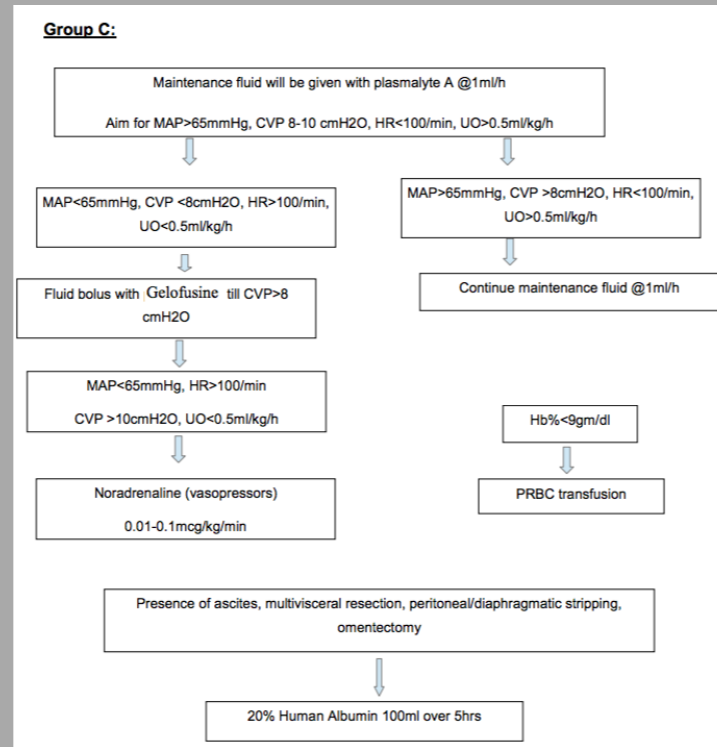 Group C:
Maintenance fluid will be given with plasmalyte A @1ml/h
Aim for MAP>65mmHg, CVP 8-10 cmH2O, HR<100/min, UO>0.5ml/kg/h
MAP<65mmHg, CVP <8cmH2O, HR>100/min,
UO<0.5ml/kg/h
MAP>65mmHg, CVP >8cmH2O, HR<100/min,
UO>0.5ml/kg/h
Fluid bolus with Gelofusine till CVP>8
cmH2O
Continue maintenance fluid @1ml/h
MAP<65mmHg, HR>100/min
CVP >10cmH2O, UO<0.5ml/kg/h
Hb%<9gm/dl
Noradrenaline (vasopressors)
0.01-0.1mcg/kg/min
PRBC transfusion
Presence of ascites, multivisceral resection, peritoneal/diaphragmatic stripping,
omentectomy
20% Human Albumin 100ml over 5hrs